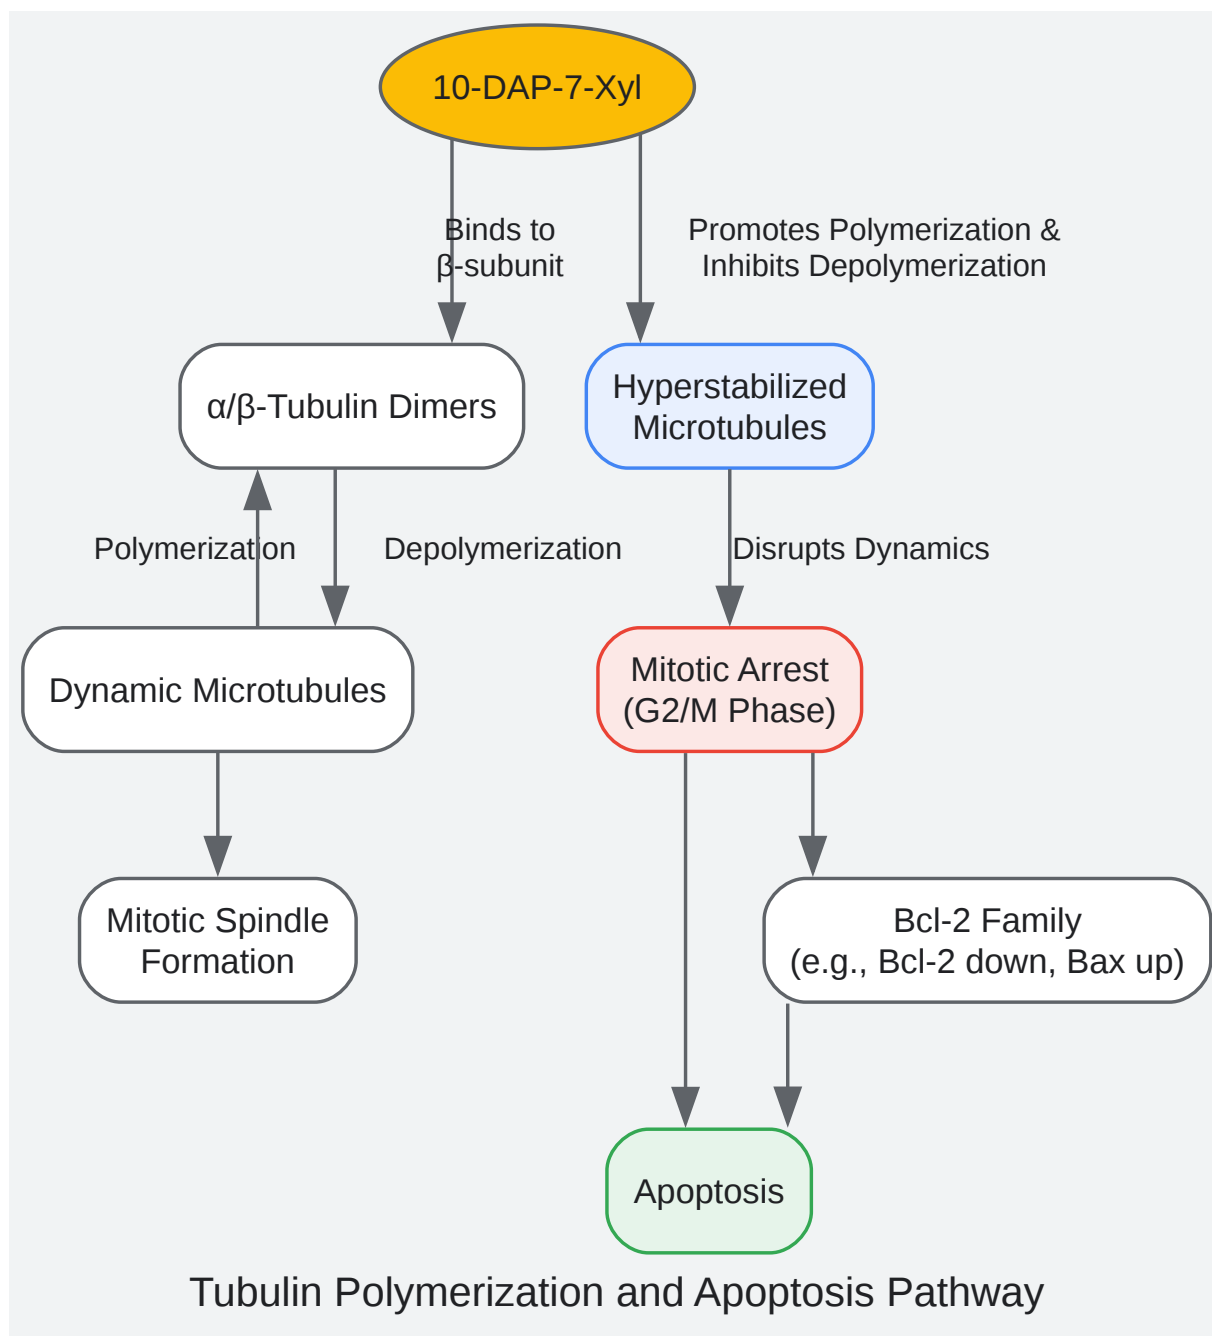 10-DAP-7-Xyl
Binds to
β-subunit
Promotes Polymerization &
Inhibits Depolymerization
α/β-Tubulin Dimers
Hyperstabilized
Microtubules
Polymerization
Depolymerization
Disrupts Dynamics
Dynamic Microtubules
Mitotic Arrest
(G2/M Phase)
Mitotic Spindle
Formation
Bcl-2 Family
(e.g., Bcl-2 down, Bax up)
Apoptosis
Tubulin Polymerization and Apoptosis Pathway